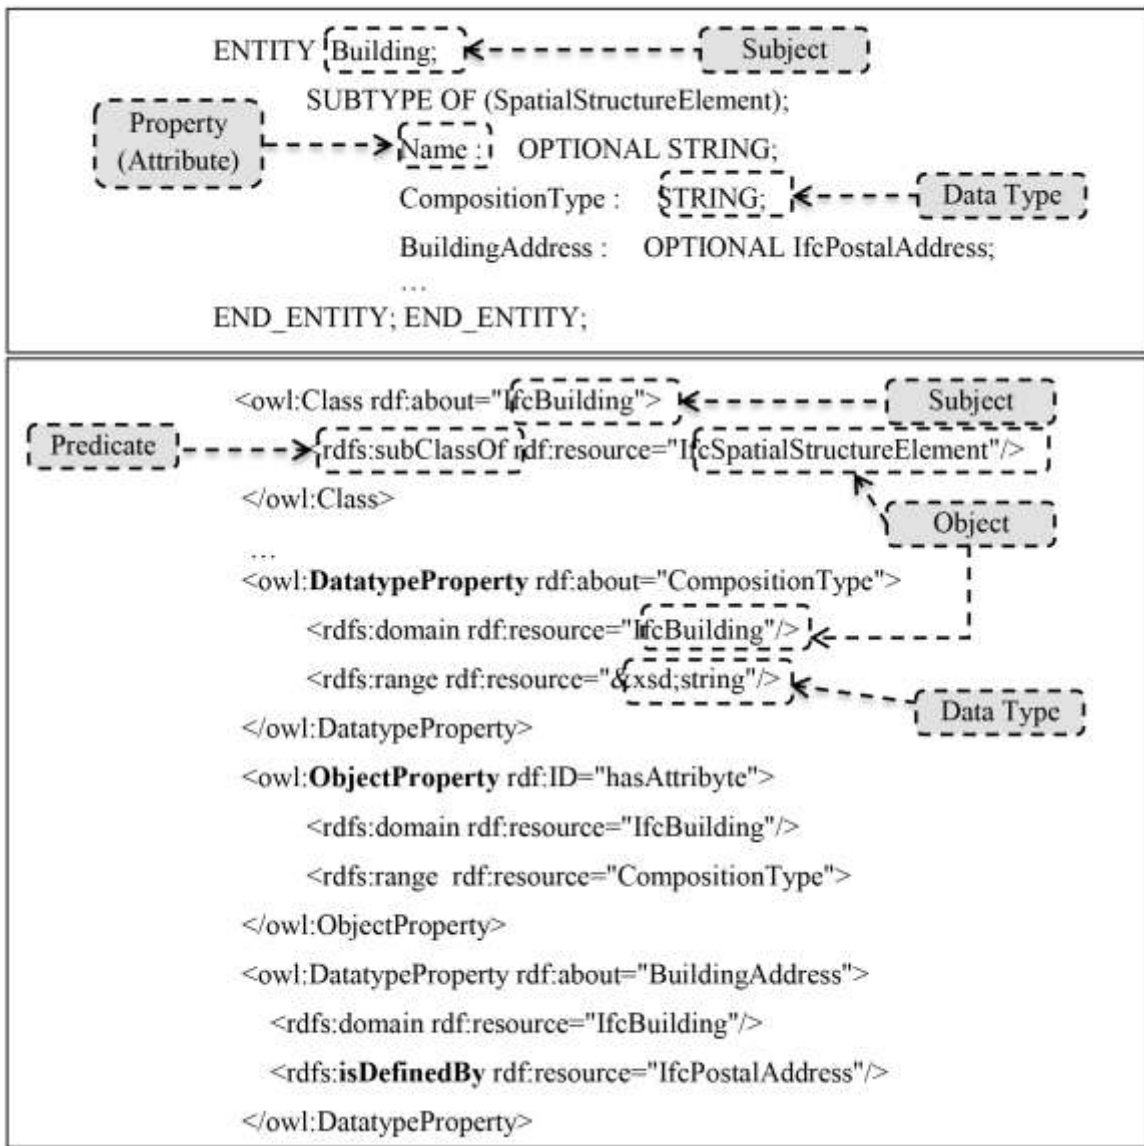 ENTITY Building;
Subject
SUBTYPE OF (SpatialStructureElement);
Property
(Attribute)
Name :    OPTIONAL STRING;
CompositionType :    STRING;
Data Type
BuildingAddress :    OPTIONAL IfcPostalAddress;
…
END_ENTITY; END_ENTITY;
<owl:Class rdf:about="IfcBuilding">
Subject
Predicate
<rdfs:subClassOf rdf:resource="IfcSpatialStructureElement"/>
</owl:Class>
Object
…
<owl:DatatypeProperty rdf:about="CompositionType">
<rdfs:domain rdf:resource="IfcBuilding"/>
<rdfs:range rdf:resource="&xsd;string"/>
Data Type
</owl:DatatypeProperty>
<owl:ObjectProperty rdf:ID="hasAttribyte">
<rdfs:domain rdf:resource="IfcBuilding"/>
<rdfs:range  rdf:resource="CompositionType">
</owl:ObjectProperty>
<owl:DatatypeProperty rdf:about="BuildingAddress">
<rdfs:domain rdf:resource="IfcBuilding"/>
<rdfs:isDefinedBy rdf:resource="IfcPostalAddress"/>
</owl:DatatypeProperty>